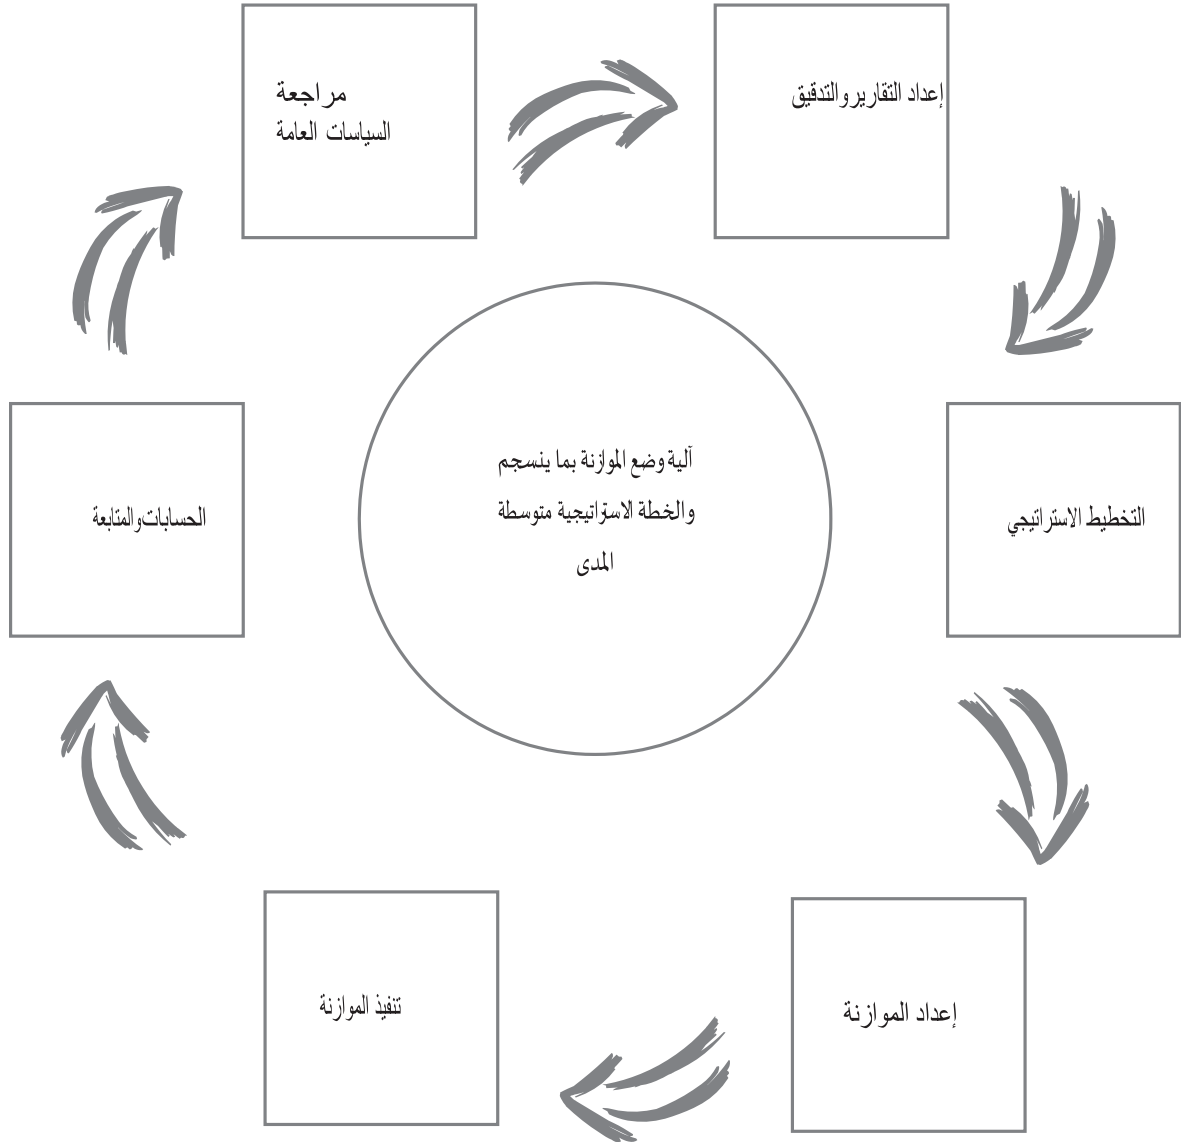 مراجعة
السياسات العامة
إعداد التقارير والتدقيق
التخطيط الاستراتيجي
إعداد الموازنة
تنفيذ الموازنة
الحسابات والمتابعة
آلية وضع الموازنة بما ينسجم
والخطة الاستراتيجية متوسطة
المدى